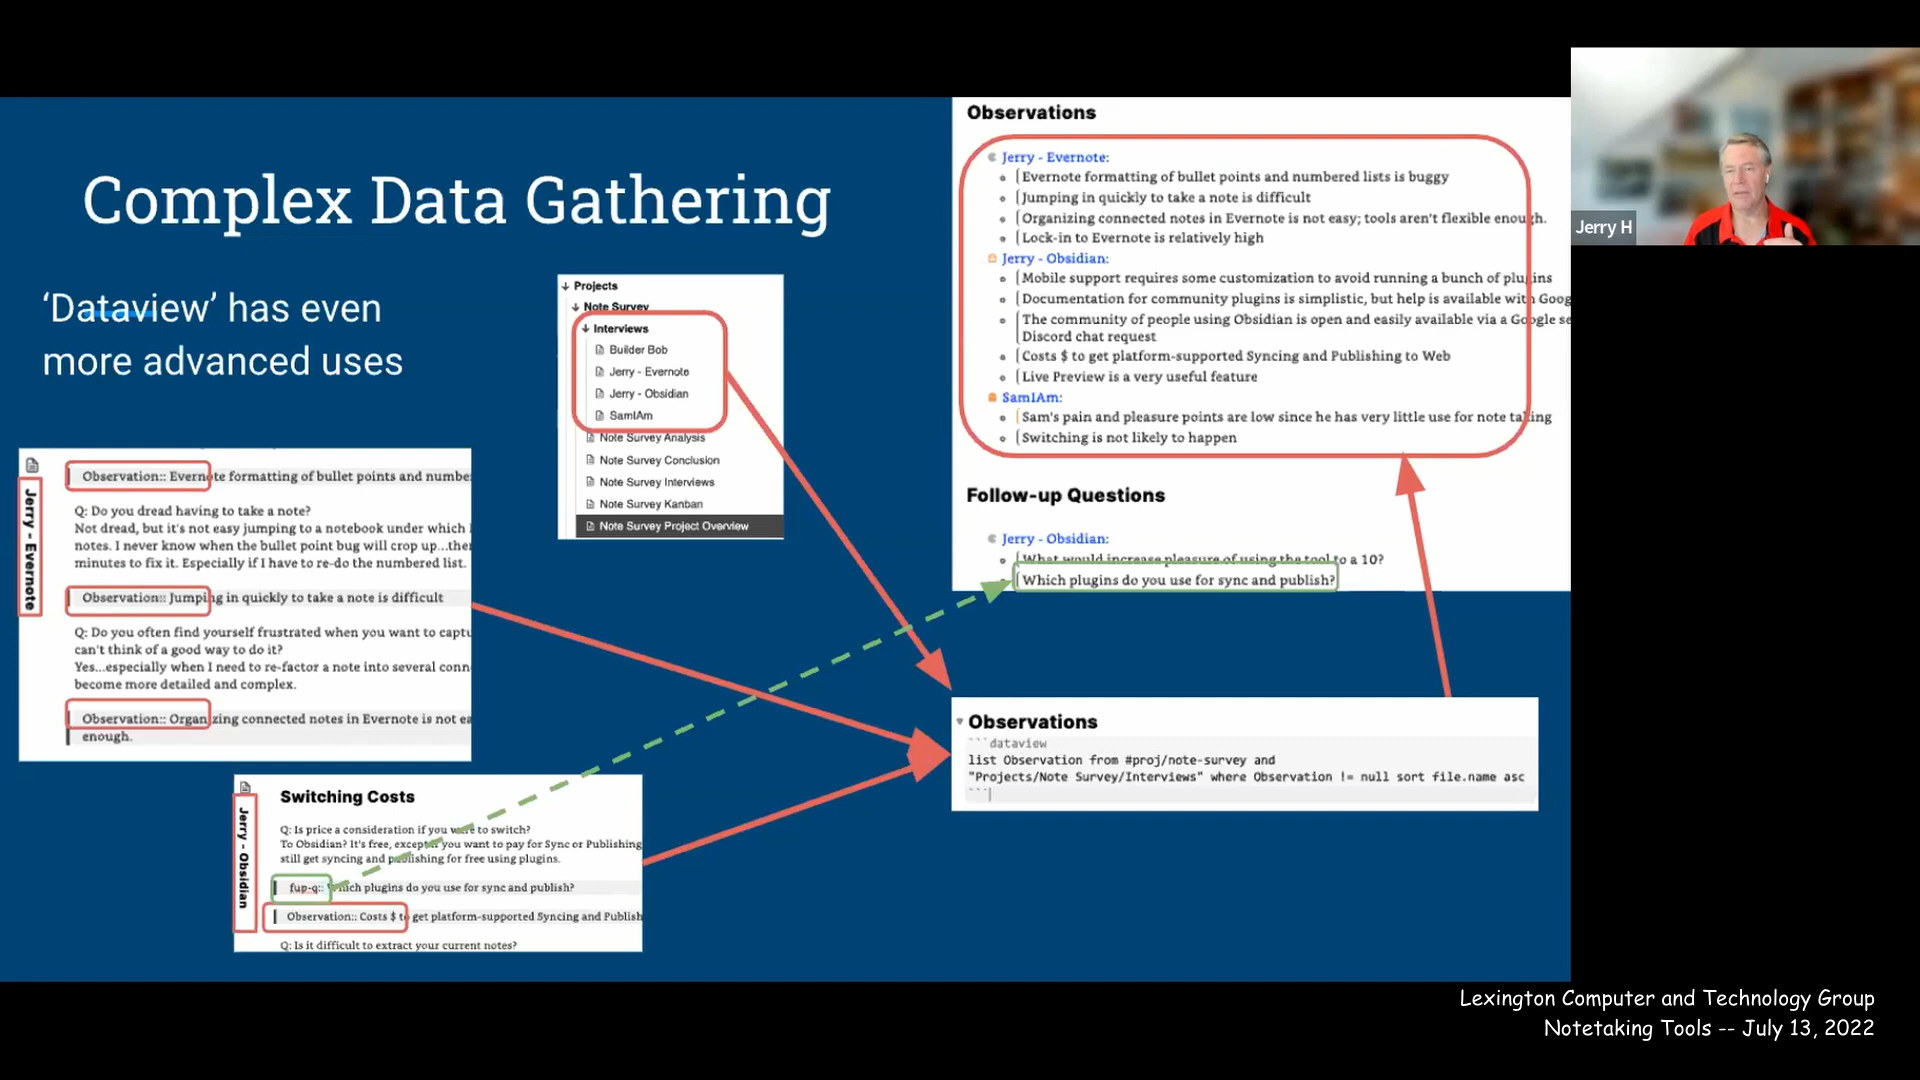 Complex Data Gathering
'Dataview' has even
more advanced uses
Projects
Note Survey
Interviews
Builder Bob
Jerry - Evernote
Jerry - Obsidian
Sam1Am
Note Survey Analysis
Note Survey Conclusion
Note Survey Interviews
Note Survey Kanban
Note Survey Project Overview
Jerry - Evernote
Observation:: Evernote formatting of bullet points and number
Q: Do you dread having to take a note?
Not dread, but it's not easy jumping to a notebook under which I
notes. I never know when the bullet point bug will crop up...the
minutes to fix it. Especially if I have to re-do the numbered list.
Observation:: Jumping in quickly to take a note is difficult
Q: Do you often find yourself frustrated when you want to captu
can't think of a good way to do it?
Yes...especially when I need to re-factor a note into several conn
become more detailed and complex.
Observation:: Organizing connected notes in Evernote is not ea
enough.
Jerry - Obsidian
Switching Costs
Q: Is price a consideration if you were to switch?
To Obsidian? It's free, except if you want to pay for Sync or Publishing
still get syncing and publishing for free using plugins.
fup-q:: Which plugins do you use for sync and publish?
Observation:: Costs $ to get platform-supported Syncing and Publish
Q: Is it difficult to extract your current notes?
Observations
Jerry - Evernote:
Evernote formatting of bullet points and numbered lists is buggy
Jumping in quickly to take a note is difficult
Organizing connected notes in Evernote is not easy; tools aren't flexible enough.
Lock-in to Evernote is relatively high
Jerry - Obsidian:
Mobile support requires some customization to avoid running a bunch of plugins
Documentation for community plugins is simplistic, but help is available with Goog
The community of people using Obsidian is open and easily available via a Google se
Discord chat request
Costs $ to get platform-supported Syncing and Publishing to Web
Live Preview is a very useful feature
Sam1Am:
Sam's pain and pleasure points are low since he has very little use for note taking
Switching is not likely to happen
Follow-up Questions
Jerry - Obsidian:
What would increase pleasure of using the tool to a 10?
Which plugins do you use for sync and publish?
Observations
```dataview
list Observation from #proj/note-survey and
"Projects/Note Survey/Interviews" where Observation != null sort file.name asc
```
Jerry H
Lexington Computer and Technology Group
Notetaking Tools -- July 13, 2022